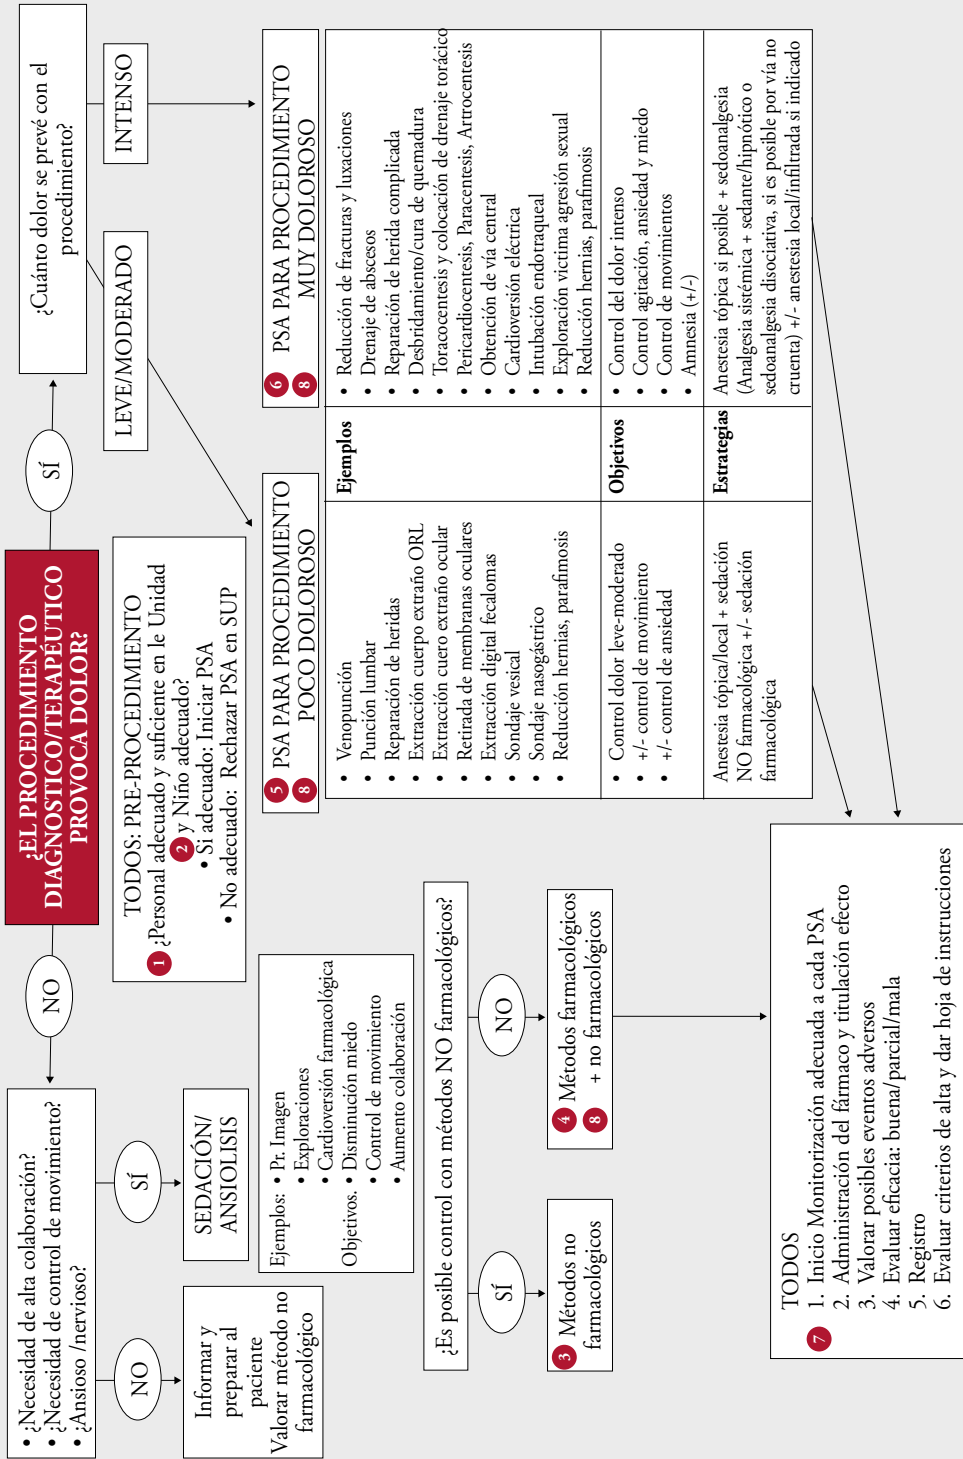 ¿EL PROCEDIMIENTO
DIAGNOSTICO/TERAPEUTICO
PROVOCA DOLOR?
NO
SÍ
• ¿Necesidad de alta colaboración?
• ¿Necesidad de control de movimiento?
• ¿Ansioso /nervioso?
NO
SÍ
Informar y
preparar al
paciente
Valorar método no
farmacológico
SEDACIÓN/
ANSIOLISIS
Ejemplos: • Pr. Imagen
• Exploraciones
• Cardioversión farmacológica
Objetivos. • Disminución miedo
• Control de movimiento
• Aumento colaboración
¿Es posible control con métodos NO farmacológicos?
SÍ
NO
3 Métodos no
farmacológicos
4 Métodos farmacológicos
8 + no farmacológicos
TODOS: PRE-PROCEDIMIENTO
1 ¿Personal adecuado y suficiente en le Unidad
2 y Niño adecuado?
• Si adecuado: Iniciar PSA
• No adecuado: Rechazar PSA en SUP
¿Cuánto dolor se prevé con el
procedimiento?
LEVE/MODERADO
INTENSO
5 PSA PARA PROCEDIMIENTO
8 POCO DOLOROSO
6 PSA PARA PROCEDIMIENTO
8 MUY DOLOROSO
• Venopunción
• Punción lumbar
• Reparación de heridas
• Extracción cuerpo extraño ORL
• Extracción cuero extraño ocular
• Retirada de membranas oculares
• Extracción digital fecalomas
• Sondaje vesical
• Sondaje nasogástrico
• Reducción hernias, parafimosis
Ejemplos
• Reducción de fracturas y luxaciones
• Drenaje de abscesos
• Reparación de herida complicada
• Desbridamiento/cura de quemadura
• Toracocentesis y colocación de drenaje torácico
• Pericardiocentesis, Paracentesis, Artrocentesis
• Obtención de vía central
• Cardioversión eléctrica
• Intubación endotraqueal
• Exploración victima agresión sexual
• Reducción hernias, parafimosis
• Control dolor leve-moderado
• +/- control de movimiento
• +/- control de ansiedad
Objetivos
• Control del dolor intenso
• Control agitación, ansiedad y miedo
• Control de movimientos
• Amnesia (+/-)
Anestesia tópica/local + sedación
NO farmacológica +/- sedación
farmacológica
Estrategias
Anestesia tópica si posible + sedoanalgesia
(Analgesia sistémica + sedante/hipnótico o
sedoanalgesia disociativa, si es posible por vía no
cruenta) +/- anestesia local/infiltrada si indicado
TODOS
7 1. Inicio Monitorización adecuada a cada PSA
2. Administración del fármaco y titulación efecto
3. Valorar posibles eventos adversos
4. Evaluar eficacia: buena/parcial/mala
5. Registro
6. Evaluar criterios de alta y dar hoja de instrucciones